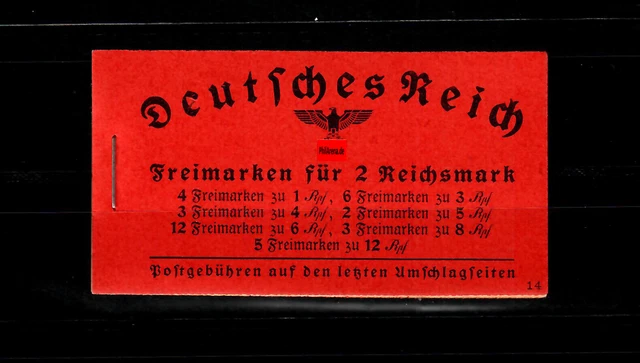 Deutsches Reich
Freimarken für 2 Reichsmark
4 Freimarken zu 1 Rpf, 6 Freimarken zu 3 Rpf
3 Freimarken zu 4 Rpf, 2 Freimarken zu 5 Rpf
12 Freimarken zu 6 Rpf, 3 Freimarken zu 8 Rpf
5 Freimarken zu 12 Rpf
Postgebühren auf den letzten Umschlagseiten
14